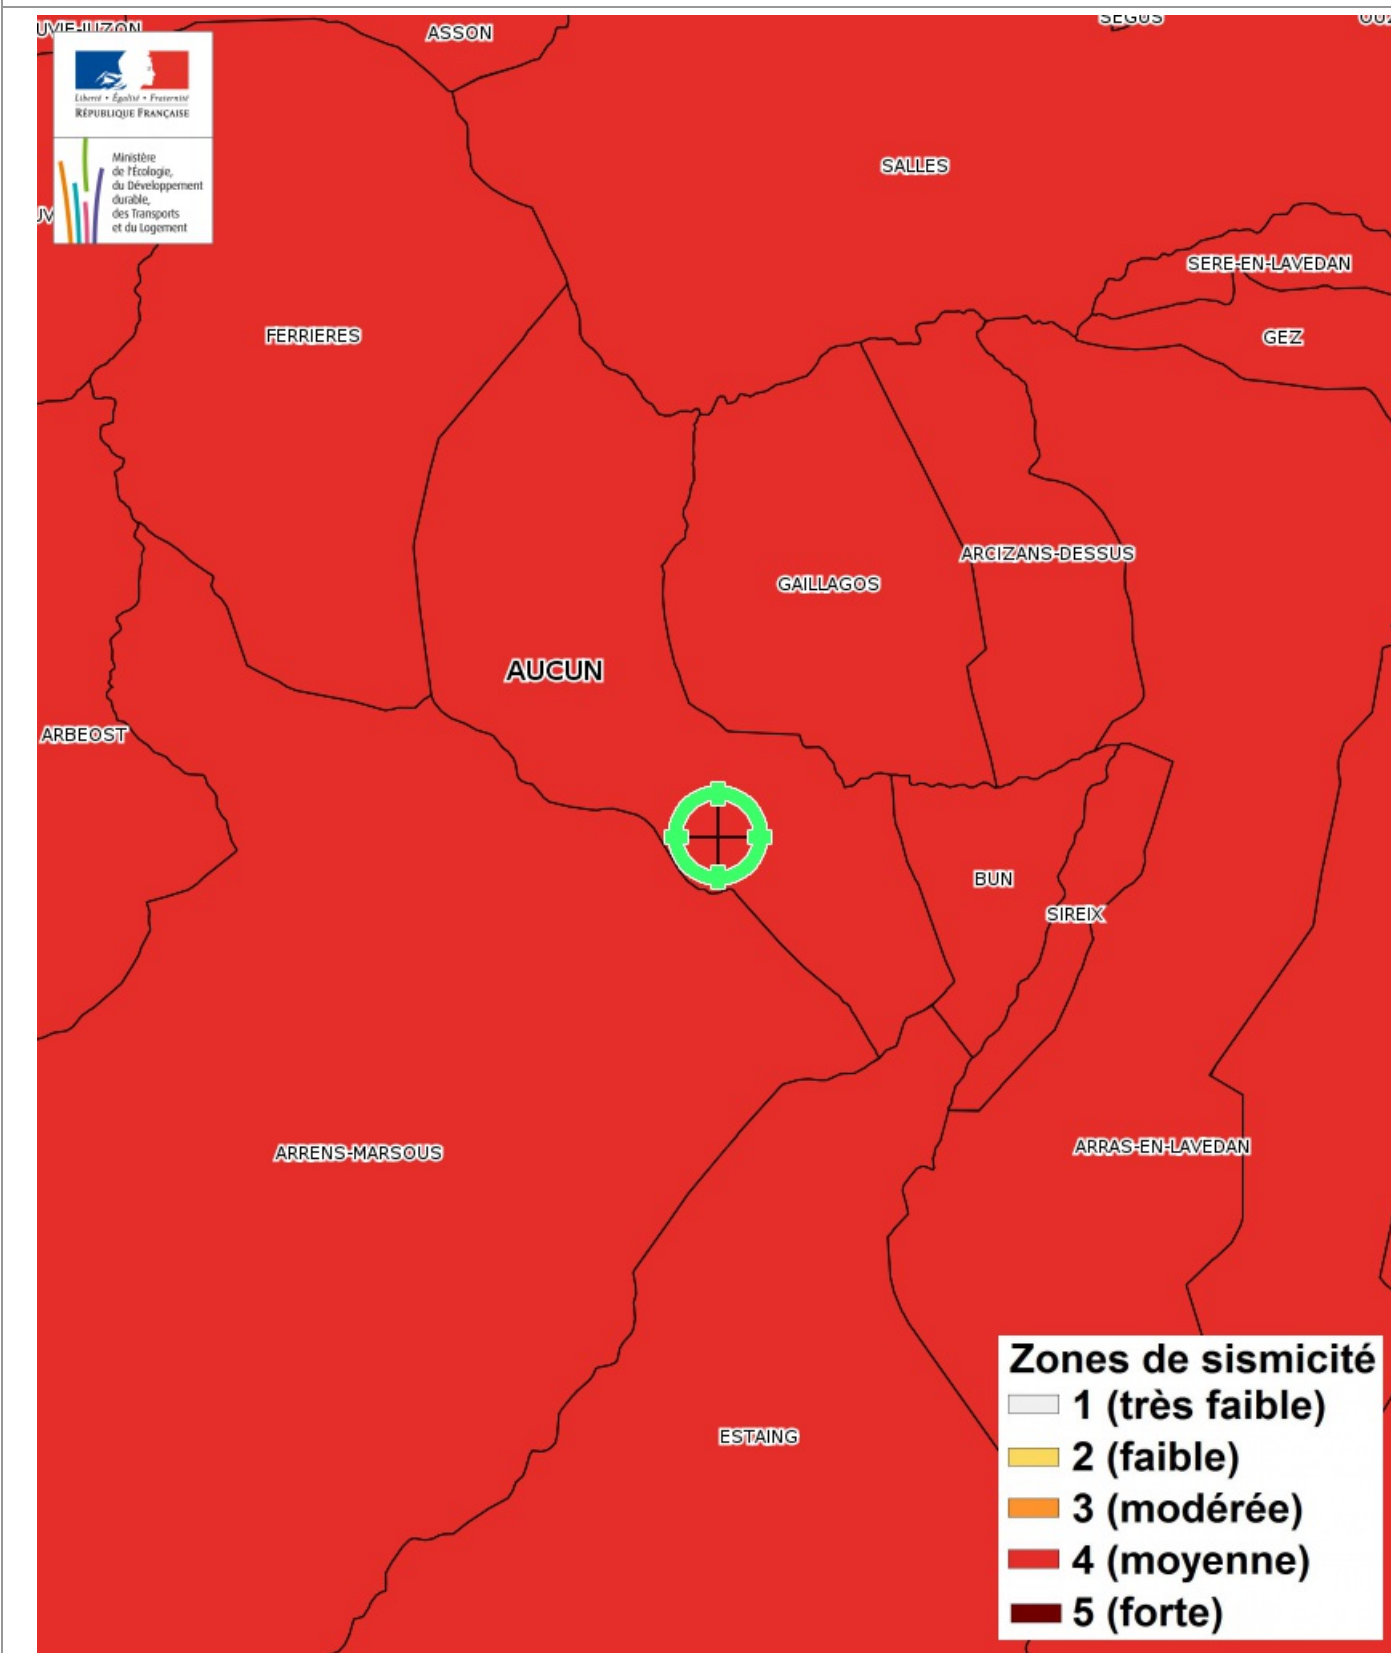 ASSON
Liberté • Égalité • Fraternité
RÉPUBLIQUE FRANÇAISE
Ministère
de l'Écologie,
du Développement
durable,
des Transports
et du Logement
SALLES
SERE-EN-LAVEDAN
FERRIERES
GEZ
ARCIZANS-DESSUS
GAILLAGOS
AUCUN
ARBEOST
BUN
SIREIX
ARRENS-MARSOUS
ARRAS-EN-LAVEDAN
ESTAING
Zones de sismicité
1 (très faible)
2 (faible)
3 (modérée)
4 (moyenne)
5 (forte)